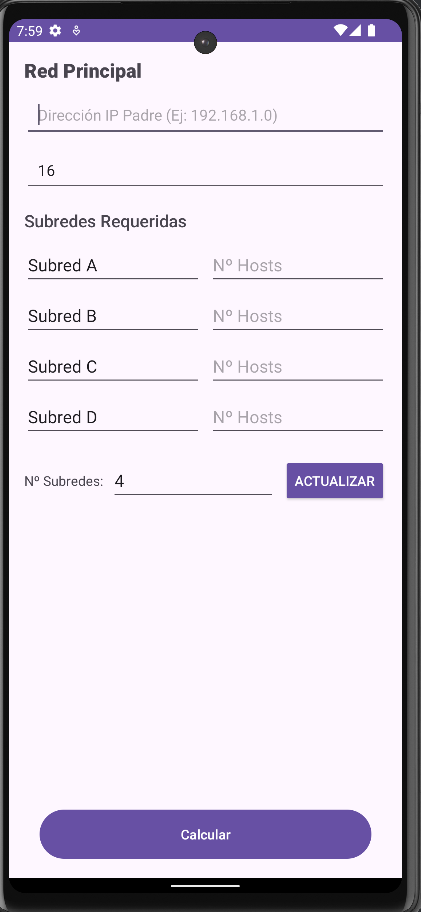 7:59
Red Principal
Dirección IP Padre (Ej: 192.168.1.0)
16
Subredes Requeridas
Subred A Nº Hosts
Subred B Nº Hosts
Subred C Nº Hosts
Subred D Nº Hosts
Nº Subredes: 4 ACTUALIZAR
Calcular